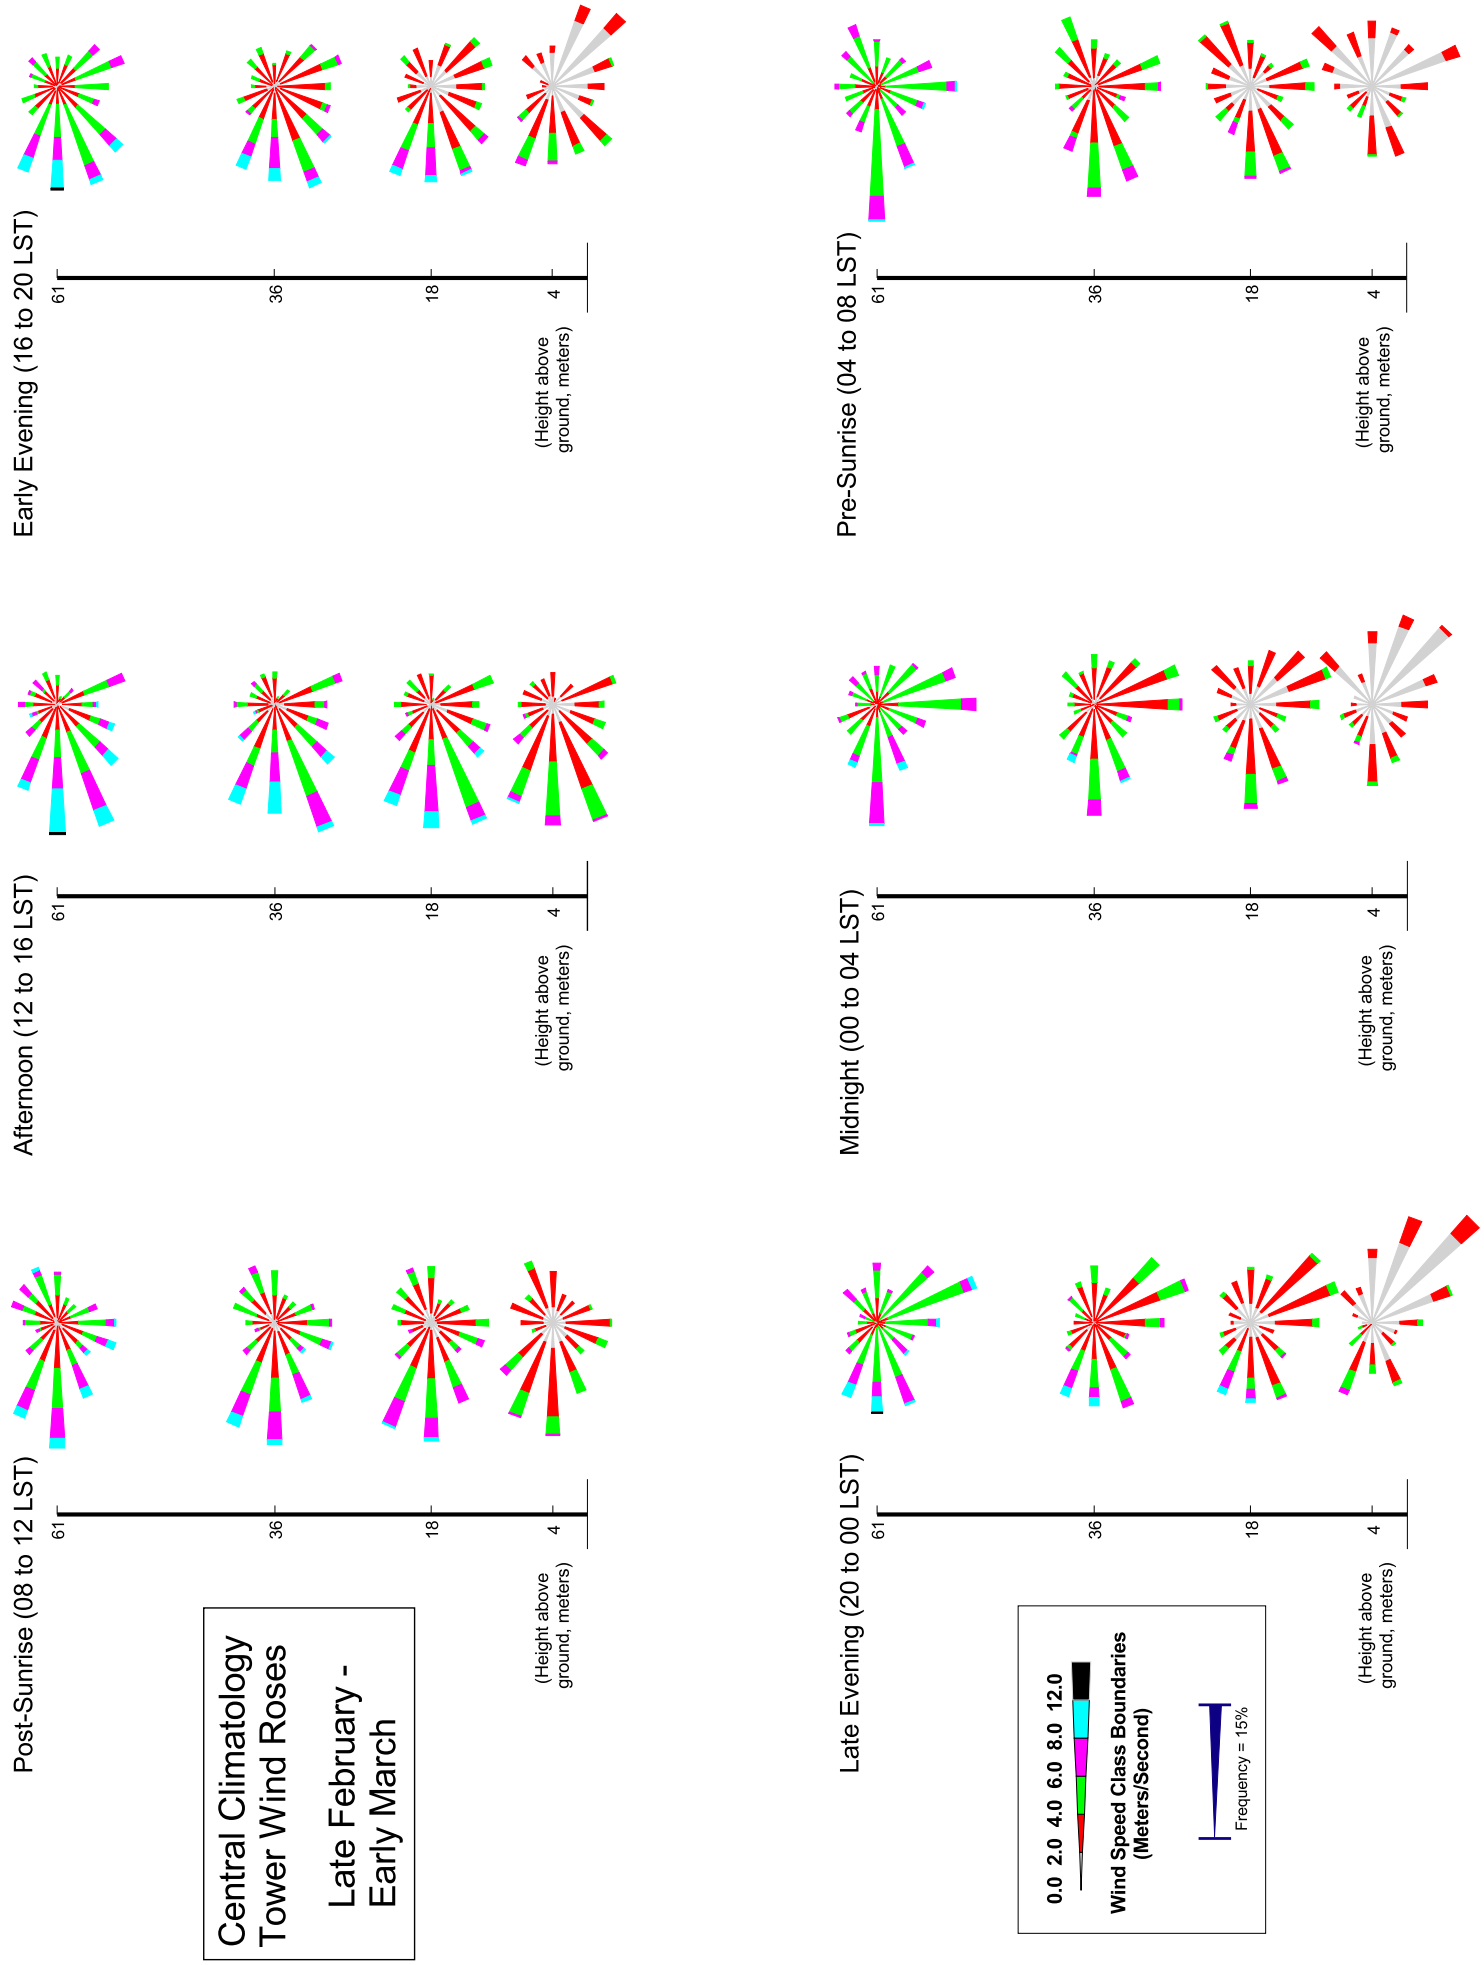 Central Climatology
Tower Wind Roses
Late February -
Early March
Post-Sunrise (08 to 12 LST)
61
36
18
4
(Height above
ground, meters)
Afternoon (12 to 16 LST)
61
36
18
4
(Height above
ground, meters)
Early Evening (16 to 20 LST)
61
36
18
4
(Height above
ground, meters)
Late Evening (20 to 00 LST)
61
36
18
4
(Height above
ground, meters)
Midnight (00 to 04 LST)
61
36
18
4
(Height above
ground, meters)
Pre-Sunrise (04 to 08 LST)
61
36
18
4
(Height above
ground, meters)
0.0 2.0 4.0 6.0 8.0 12.0
Wind Speed Class Boundaries
(Meters/Second)
Frequency = 15%